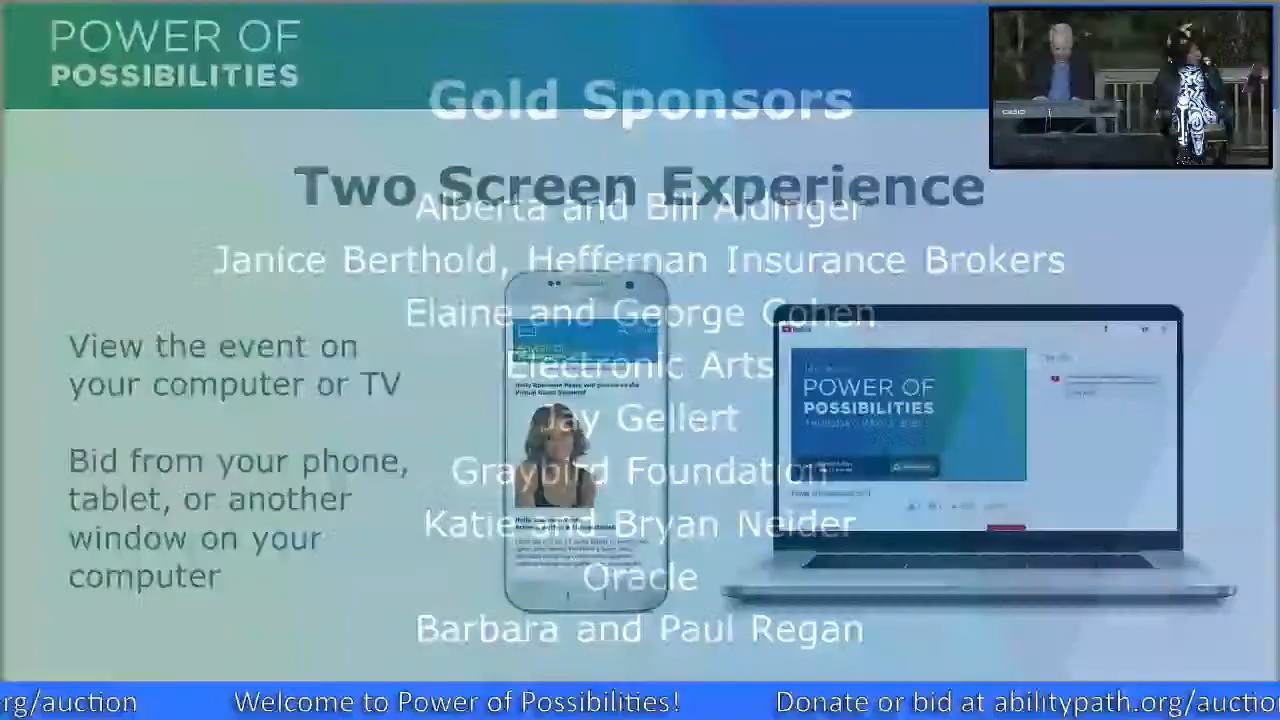 POWER OF
POSSIBILITIES
Gold Sponsors
Two Screen Experience
Alberta and Bill Aldinger
Janice Berthold, Heffernan Insurance Brokers
Elaine and George Cohen
Electronic Arts
Jay Gellert
Graybird Foundation
Katie and Bryan Neider
Oracle
Barbara and Paul Regan
View the event on
your computer or TV
Bid from your phone,
tablet, or another
window on your
computer
POWER OF
POSSIBILITIES
CASIO
rg/auction
Welcome to Power of Possibilities!
Donate or bid at abilitypath.org/auctio